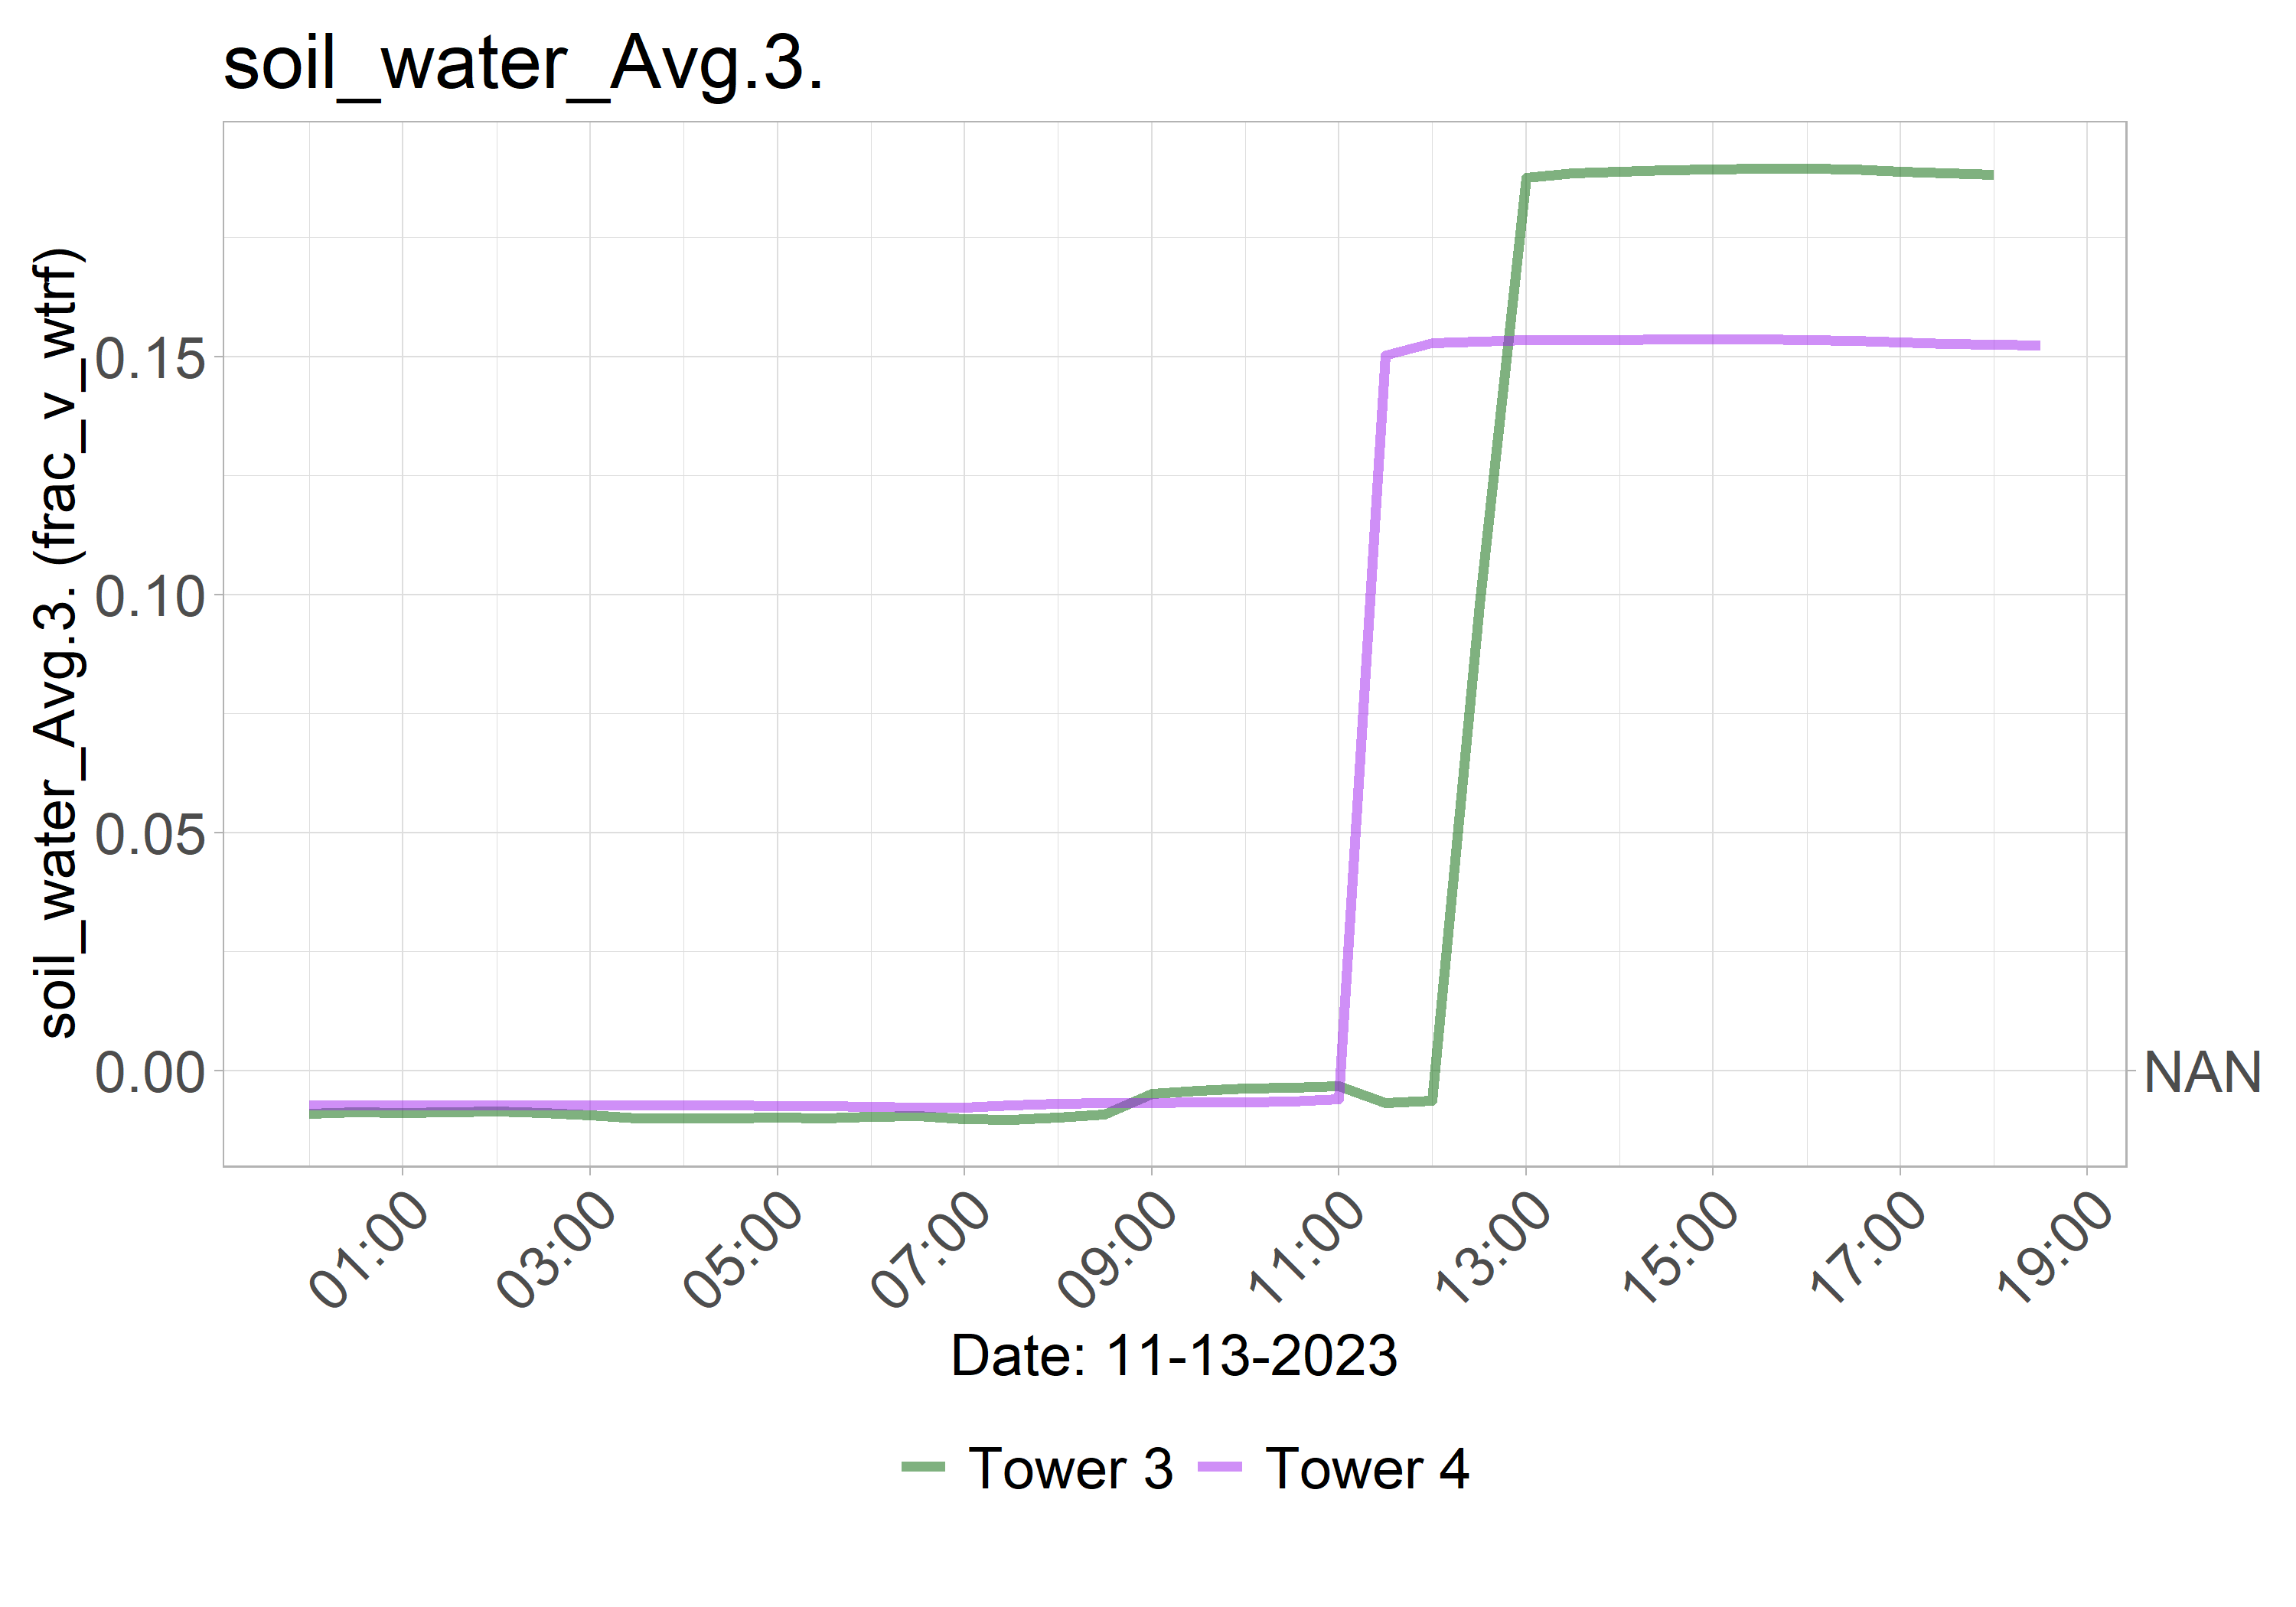 soil_water_Avg.3.
soil_water_Avg.3. (frac_v_wtrf)
0.15
0.10
0.05
0.00
NAN
01:00
03:00
05:00
07:00
09:00
11:00
13:00
15:00
17:00
19:00
Date: 11-13-2023
Tower 3
Tower 4